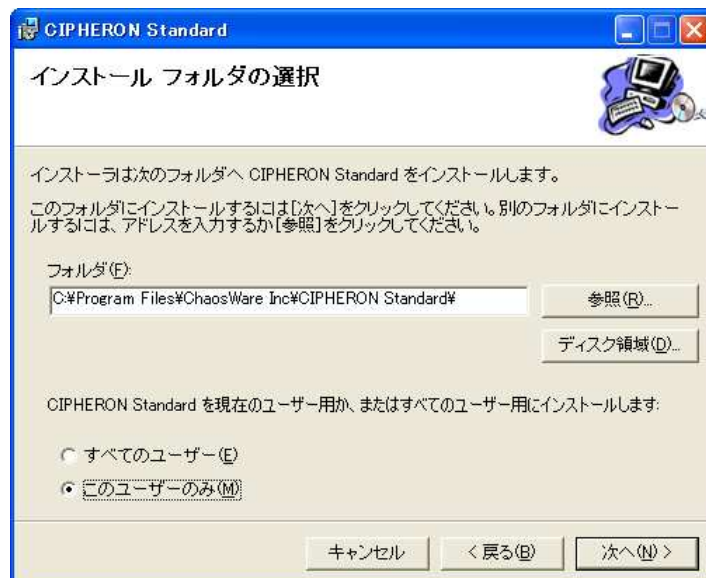 CIPHERON Standard
インストール フォルダの選択
インストーラは次のフォルダへ CIPHERON Standard をインストールします。
このフォルダにインストールするには[次へ]をクリックしてください。別のフォルダにインストー
ルするには、アドレスを入力するか[参照]をクリックしてください。
フォルダ(F):
C:¥Program Files¥ChaosWare Inc¥CIPHERON Standard¥
参照(R)...
ディスク領域(D)...
CIPHERON Standard を現在のユーザー用か、またはすべてのユーザー用にインストールします:
すべてのユーザー(E)
このユーザーのみ(M)
キャンセル
< 戻る(B)
次へ(N) >